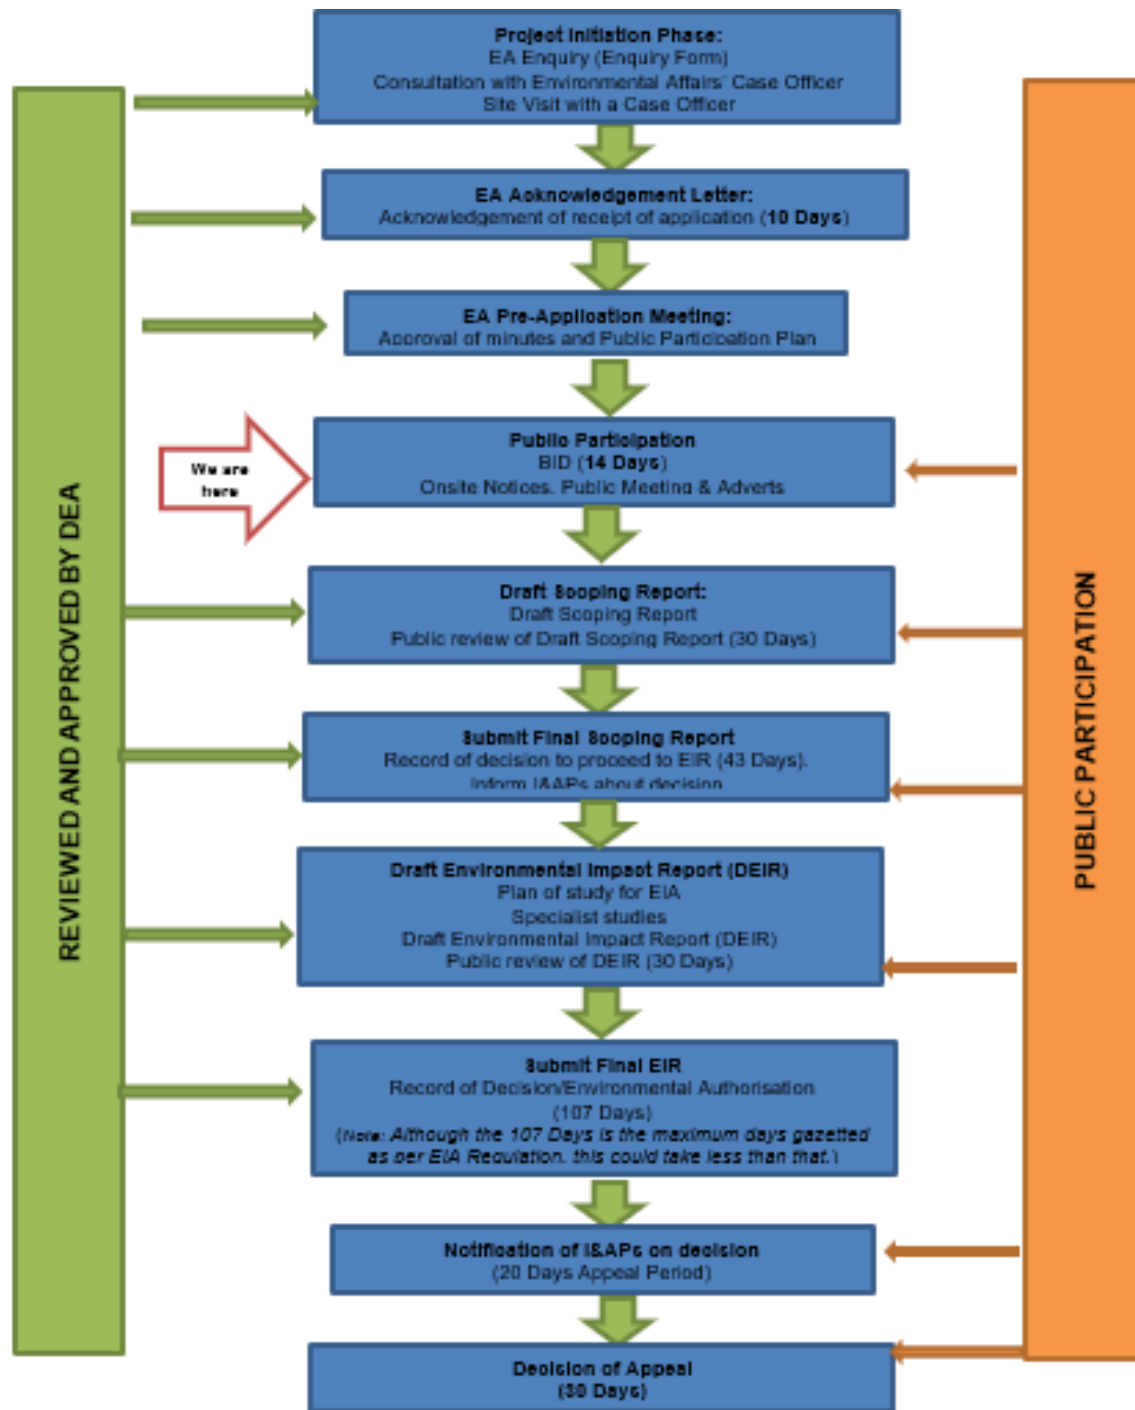 Project Initiation Phase:
EA Enquiry (Enquiry Form)
Consultation with Environmental Affairs' Case Officer
Site Visit with a Case Officer
EA Acknowledgement Letter:
Acknowledgement of receipt of application (10 Days)
EA Pre-Application Meeting:
Approval of minutes and Public Participation Plan
We are
here
Public Participation
BID (14 Days)
Onsite Notices, Public Meeting & Adverts
Draft Scoping Report:
Draft Scoping Report
Public review of Draft Scoping Report (30 Days)
Submit Final Scoping Report
Record of decision to proceed to EIR (43 Days).
Inform I&APs about decision
Draft Environmental Impact Report (DEIR)
Plan of study for EIA
Specialist studies
Draft Environmental Impact Report (DEIR)
Public review of DEIR (30 Days)
Submit Final EIR
Record of Decision/Environmental Authorisation
(107 Days)
(Note: Although the 107 Days is the maximum days gazetted
as per EIA Regulation, this could take less than that.)
Notification of I&APs on decision
(20 Days Appeal Period)
Decision of Appeal
(30 Days)
REVIEWED AND APPROVED BY DEA
PUBLIC PARTICIPATION